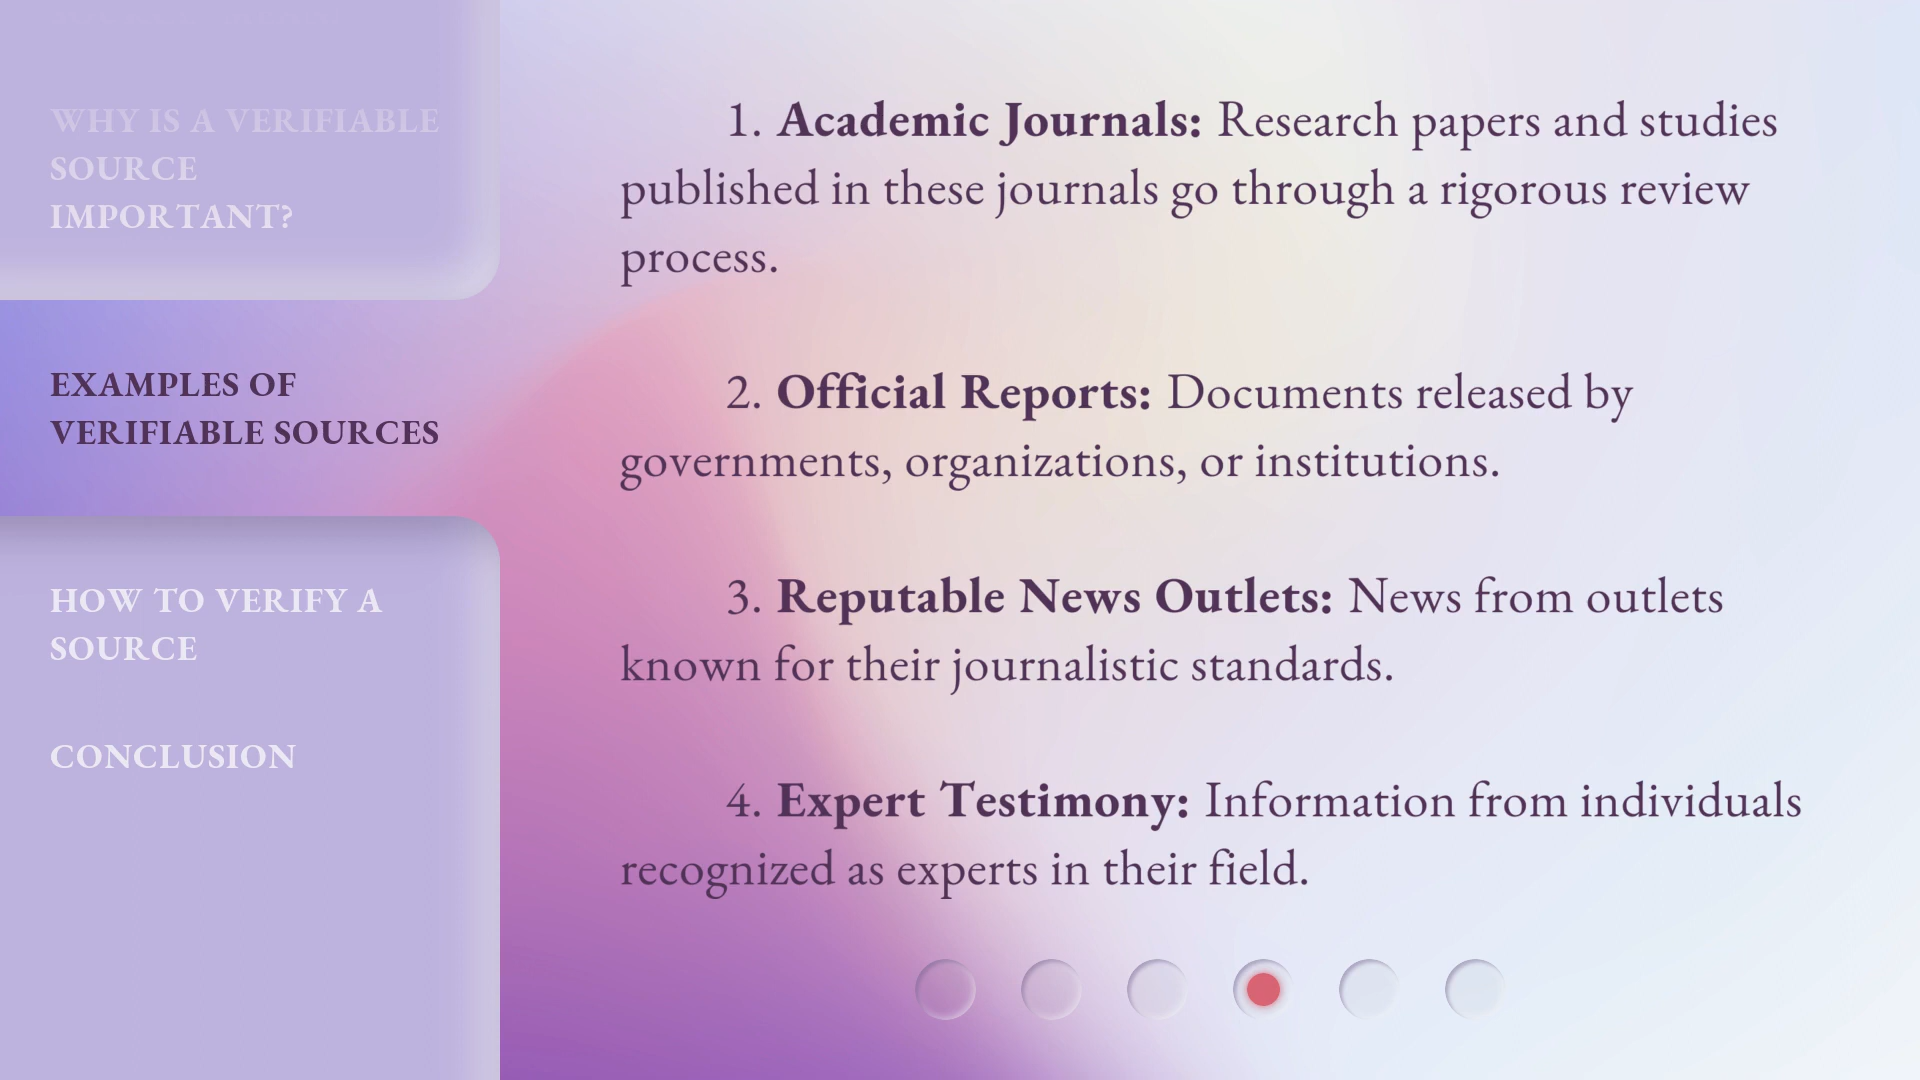 WHY IS A VERIFIABLE
SOURCE
IMPORTANT?
EXAMPLES OF
VERIFIABLE SOURCES
HOW TO VERIFY A
SOURCE
CONCLUSION
1. Academic Journals: Research papers and studies
published in these journals go through a rigorous review
process.
2. Official Reports: Documents released by
governments, organizations, or institutions.
3. Reputable News Outlets: News from outlets
known for their journalistic standards.
4. Expert Testimony: Information from individuals
recognized as experts in their field.